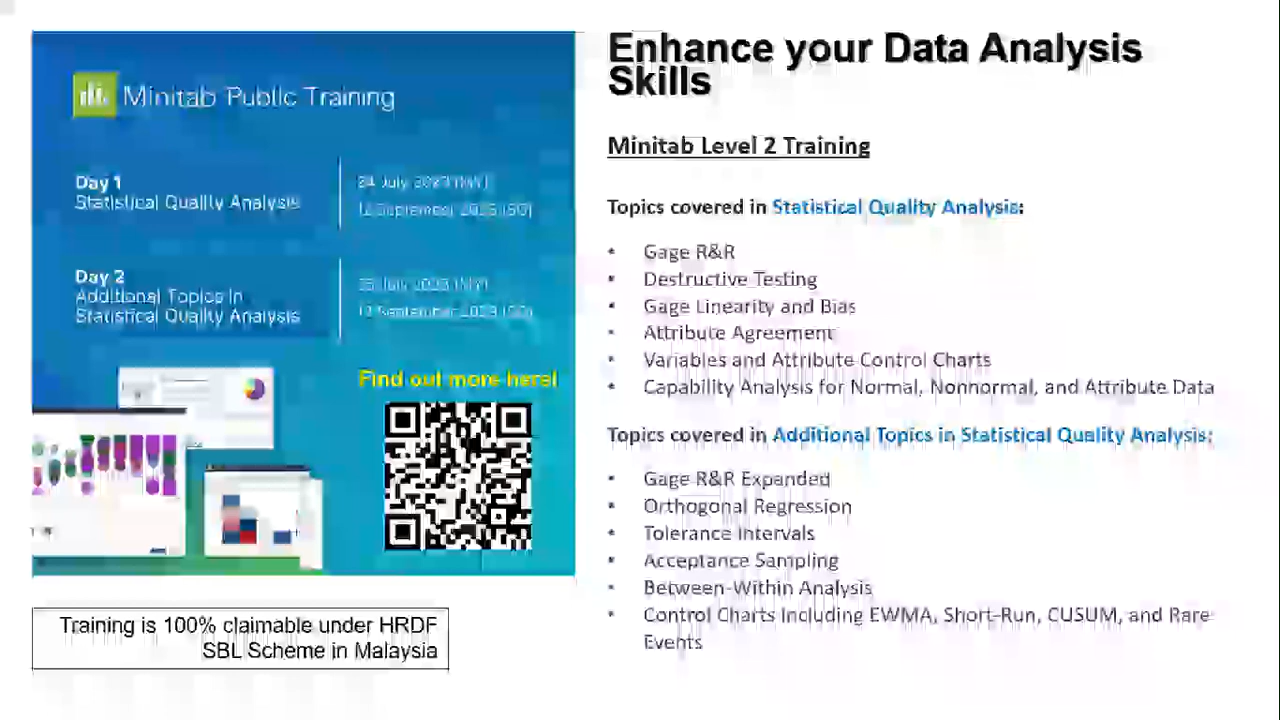 Minitab Public Training
Day 1
Statistical Quality Analysis
Day 2
Additional Topics in
Statistical Quality Analysis
Find out more here!
Training is 100% claimable under HRDF
SBL Scheme in Malaysia
Enhance your Data Analysis
Skills
Minitab Level 2 Training
Topics covered in Statistical Quality Analysis:
• Gage R&R
• Destructive Testing
• Gage Linearity and Bias
• Attribute Agreement
• Variables and Attribute Control Charts
• Capability Analysis for Normal, Nonnormal, and Attribute Data
Topics covered in Additional Topics in Statistical Quality Analysis:
• Gage R&R Expanded
• Orthogonal Regression
• Tolerance Intervals
• Acceptance Sampling
• Between-Within Analysis
• Control Charts Including EWMA, Short-Run, CUSUM, and Rare
Events